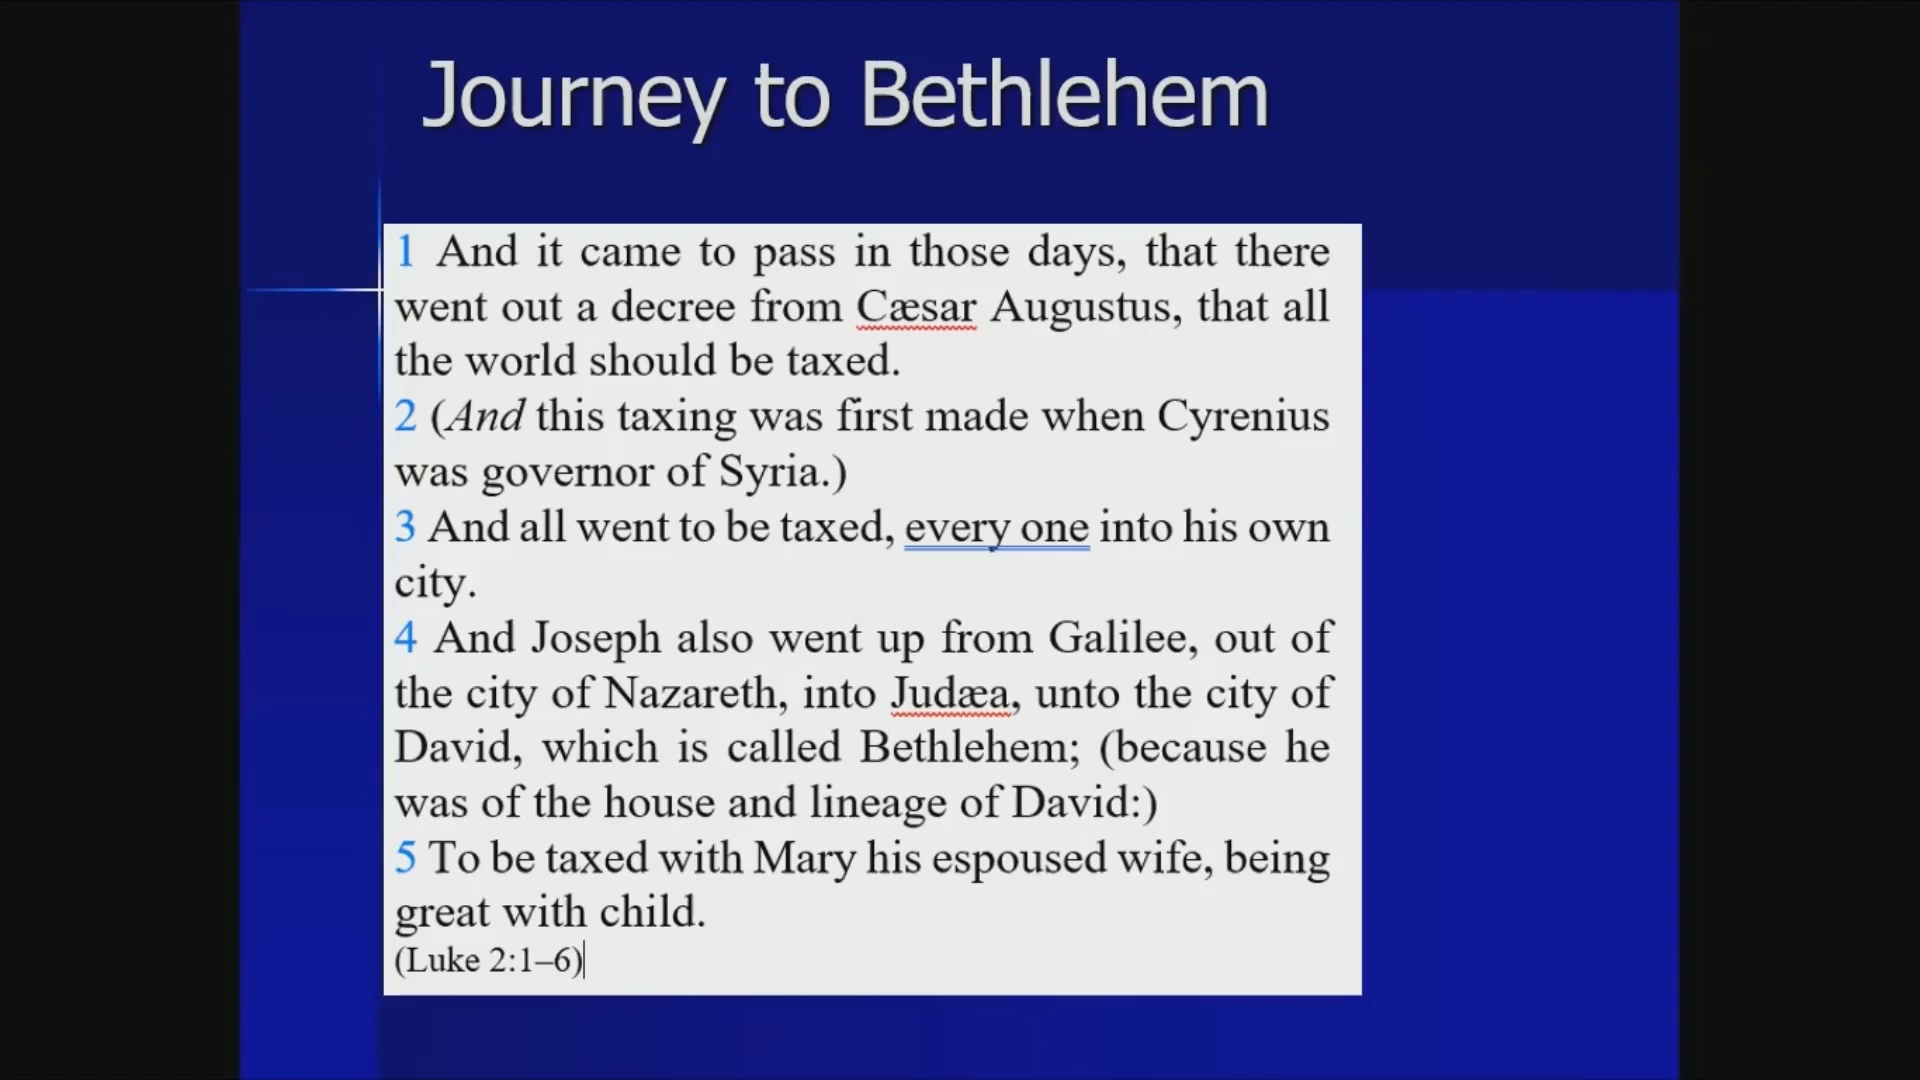 Journey to Bethlehem
1 And it came to pass in those days, that there
went out a decree from Cæsar Augustus, that all
the world should be taxed.
2 (And this taxing was first made when Cyrenius
was governor of Syria.)
3 And all went to be taxed, every one into his own
city.
4 And Joseph also went up from Galilee, out of
the city of Nazareth, into Judæa, unto the city of
David, which is called Bethlehem; (because he
was of the house and lineage of David:)
5 To be taxed with Mary his espoused wife, being
great with child.
(Luke 2:1–6)